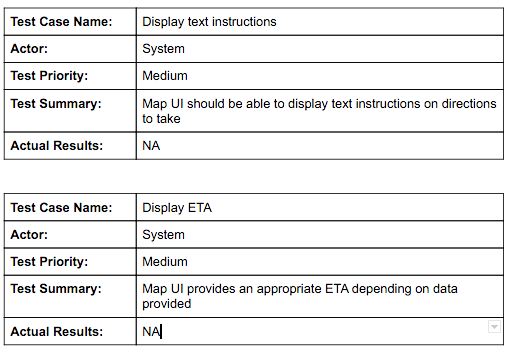 Test Case Name: Display text instructions
Actor: System
Test Priority: Medium
Test Summary: Map UI should be able to display text instructions on directions
to take
Actual Results: NA
Test Case Name: Display ETA
Actor: System
Test Priority: Medium
Test Summary: Map UI provides an appropriate ETA depending on data
provided
Actual Results: NA